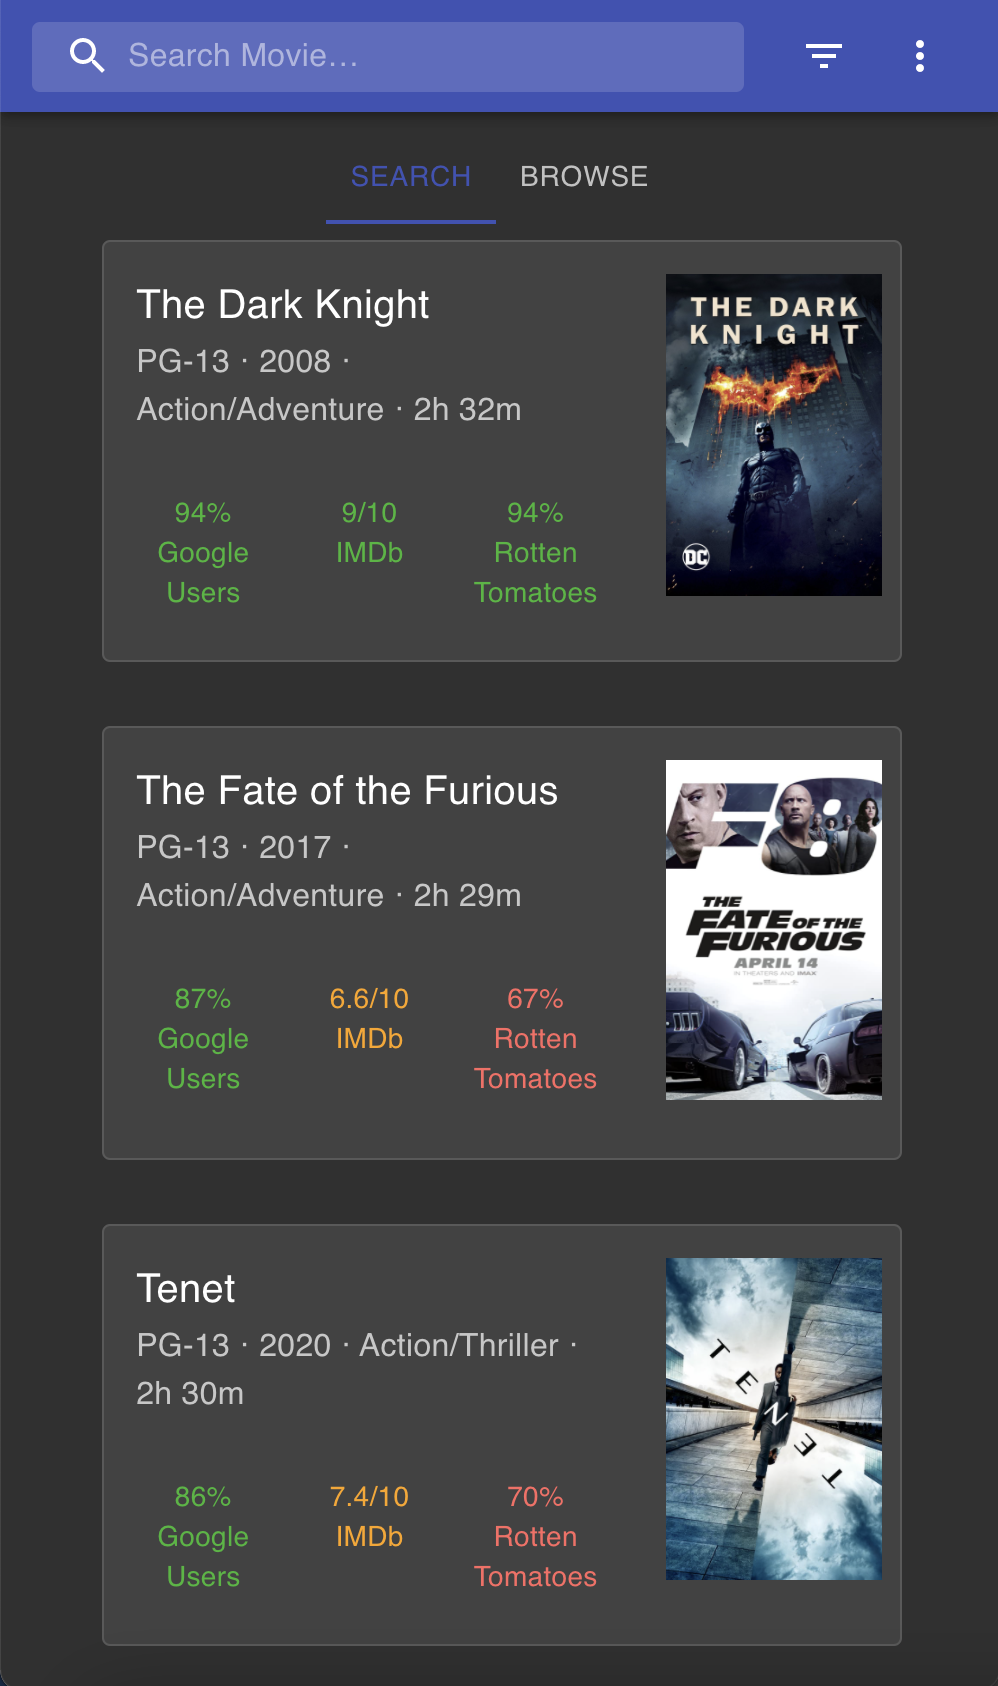 Search Movie...
SEARCH BROWSE
The Dark Knight
PG-13 · 2008 ·
Action/Adventure · 2h 32m
94% 9/10 94%
Google IMDb Rotten
Users Tomatoes
THE DARK
KNIGHT
DC
The Fate of the Furious
PG-13 · 2017 ·
Action/Adventure · 2h 29m
87% 6.6/10 67%
Google IMDb Rotten
Users Tomatoes
F8
THE
FATE OF THE
FURIOUS
APRIL 14
IN THEATERS AND IMAX
Tenet
PG-13 · 2020 · Action/Thriller ·
2h 30m
86% 7.4/10 70%
Google IMDb Rotten
Users Tomatoes
TENET